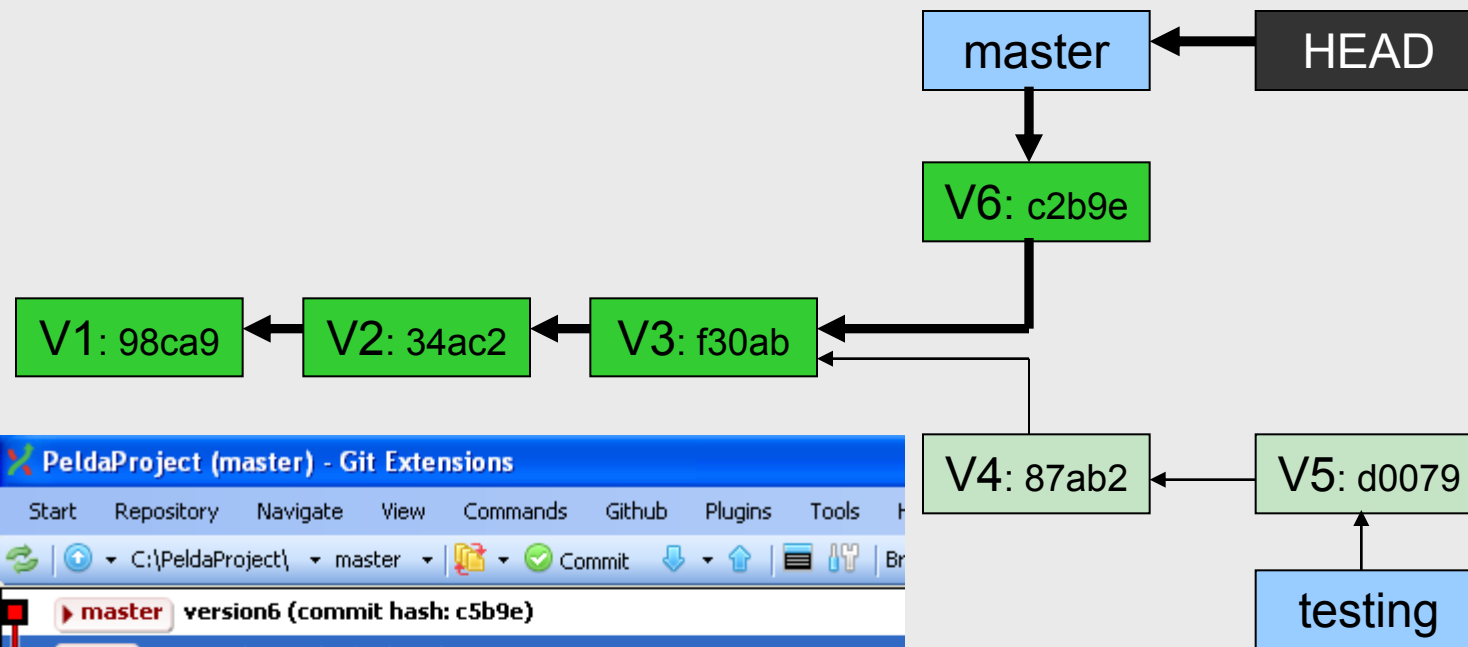 master
HEAD
V6: c2b9e
V1: 98ca9
V2: 34ac2
V3: f30ab
V4: 87ab2
V5: d0079
testing
PeldaProject (master) - Git Extensions
Start Repository Navigate View Commands Github Plugins Tools
C:\PeldaProject\ master Commit
master version6 (commit hash: c5b9e)